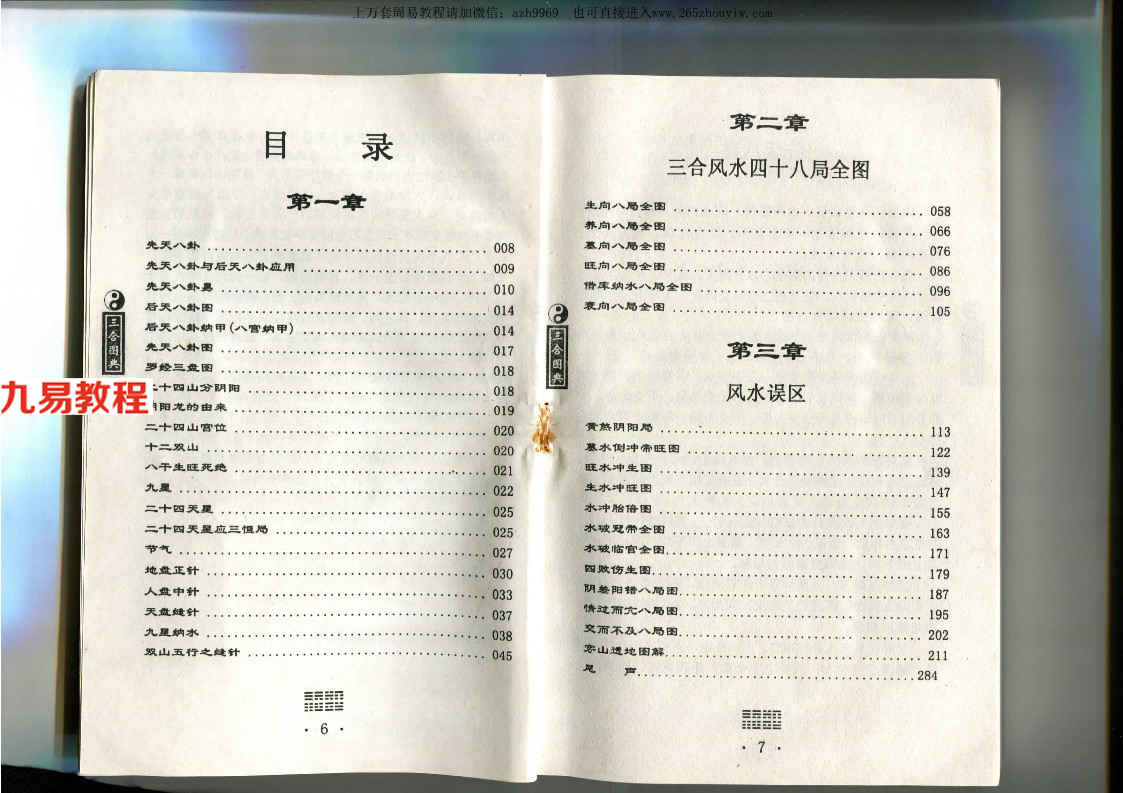 上万套周易教程请加微信：azh9969 也可直接进入www.265zhouyiw.com
目 录
第一章
先天八卦 008
先天八卦与后天八卦应用 009
先天八卦晷 010
后天八卦图 014
后天八卦纳甲(八宫纳甲) 014
先天八卦图 017
罗经三盘图 018
二十四山分阴阳 018
阴阳龙的由来 019
二十四山宫位 020
十二双山 020
八干生旺死绝 021
九星 022
二十四天星 025
二十四天星应三恒局 025
节气 027
地盘正针 030
人盘中针 033
天盘缝针 037
九星纳水 038
双山五行之缝针 045
· 6 ·
三合图典
九易教程
第二章
三合风水四十八局全图
生向八局全图 058
养向八局全图 066
墓向八局全图 076
旺向八局全图 086
借库纳水八局全图 096
衰向八局全图 105
第三章
风水误区
黄煞阴阳局 113
墓水倒冲帝旺图 122
旺水冲生图 139
生水冲旺图 147
水冲胎倍图 155
水破冠带全图 163
水破临官全图 171
四败伤生图 179
阴差阳错八局图 187
情过而亢八局图 195
交而不及八局图 202
山透地图解 211
尾 声 284
· 7 ·
三合图典